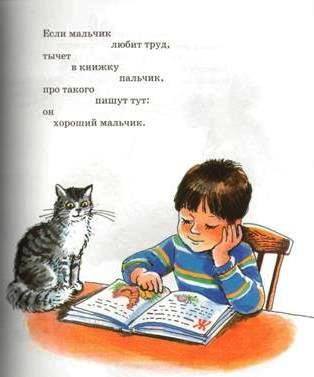 Если мальчик
любит труд,
тычет
в книжку
пальчик,
про такого
пишут тут:
он
хороший мальчик.
Ж